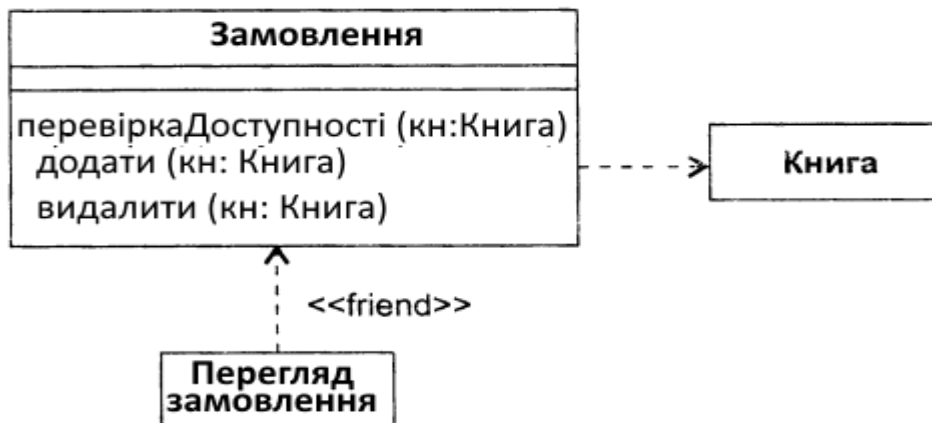 Замовлення
перевіркаДоступності (кн:Книга)
додати (кн: Книга)
видалити (кн: Книга)
Книга
<<friend>>
Перегляд
замовлення